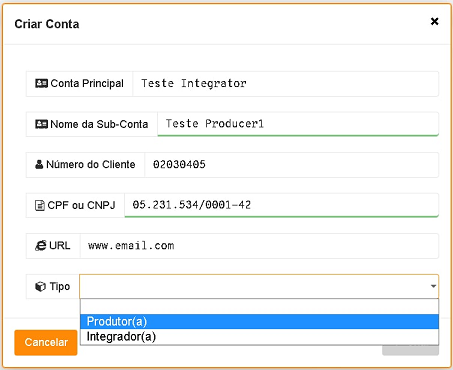 Criar Conta ×
Conta Principal Teste Integrator
Nome da Sub-Conta Teste Producer1
Número do Cliente 02030405
CPF ou CNPJ 05.231.534/0001-42
URL www.email.com
Tipo
Produtor(a)
Integrador(a)
Cancelar